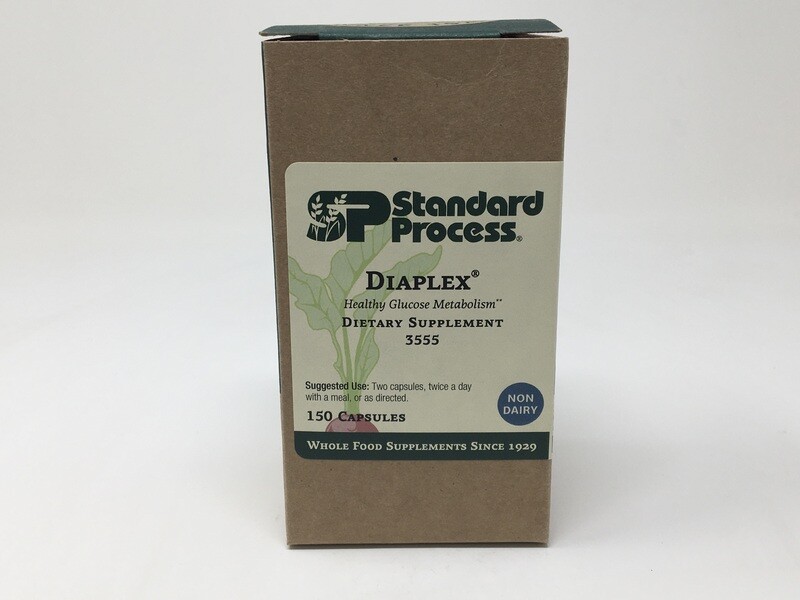 SP Standard
Process®
DIAPLEX®
Healthy Glucose Metabolism**
DIETARY SUPPLEMENT
3555
Suggested Use: Two capsules, twice a day
with a meal, or as directed.
150 CAPSULES
NON
DAIRY
WHOLE FOOD SUPPLEMENTS SINCE 1929